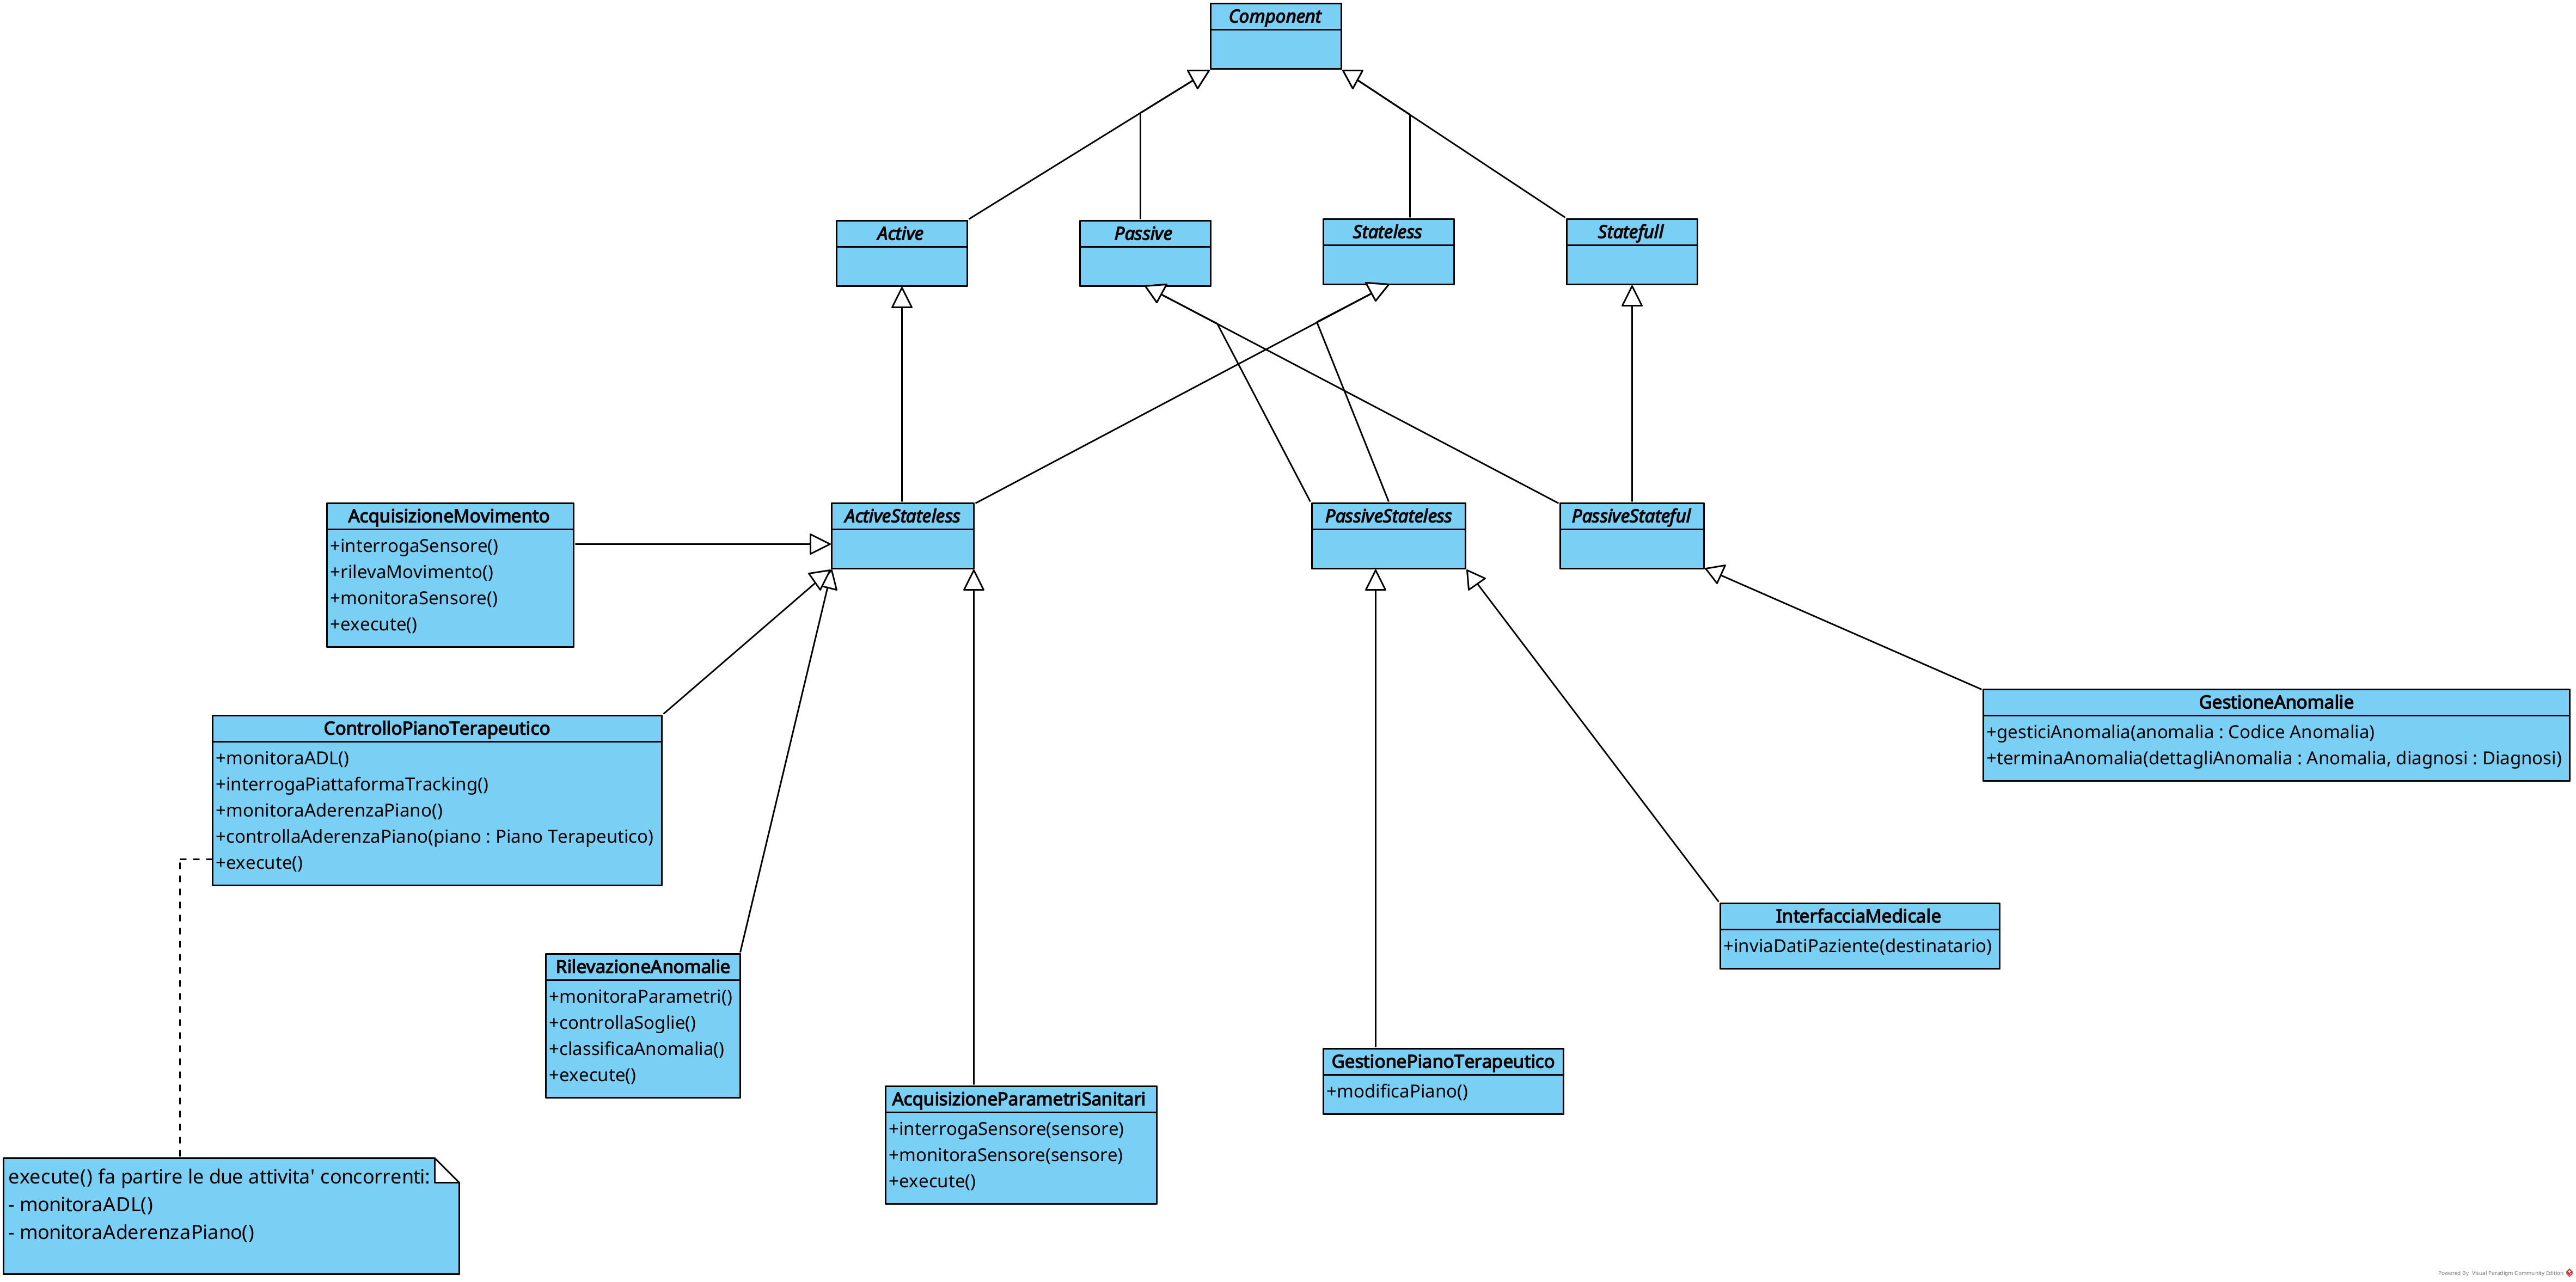 Component
Active
Passive
Stateless
Statefull
AcquisizioneMovimento
+interrogaSensore()
+rilevaMovimento()
+monitoraSensore()
+execute()
ActiveStateless
PassiveStateless
PassiveStateful
ControlloPianoTerapeutico
+monitoraADL()
+interrogaPiattaformaTracking()
+monitoraAderenzaPiano()
+controllaAderenzaPiano(piano : Piano Terapeutico)
+execute()
GestioneAnomalie
+gesticiAnomalia(anomalia : Codice Anomalia)
+terminaAnomalia(dettagliAnomalia : Anomalia, diagnosi : Diagnosi)
InterfacciaMedicale
+inviaDatiPaziente(destinatario)
RilevazioneAnomalie
+monitoraParametri()
+controllaSoglie()
+classificaAnomalia()
+execute()
GestionePianoTerapeutico
+modificaPiano()
AcquisizioneParametriSanitari
+interrogaSensore(sensore)
+monitoraSensore(sensore)
+execute()
execute() fa partire le due attivita' concorrenti:
- monitoraADL()
- monitoraAderenzaPiano()
Powered By Visual Paradigm Community Edition